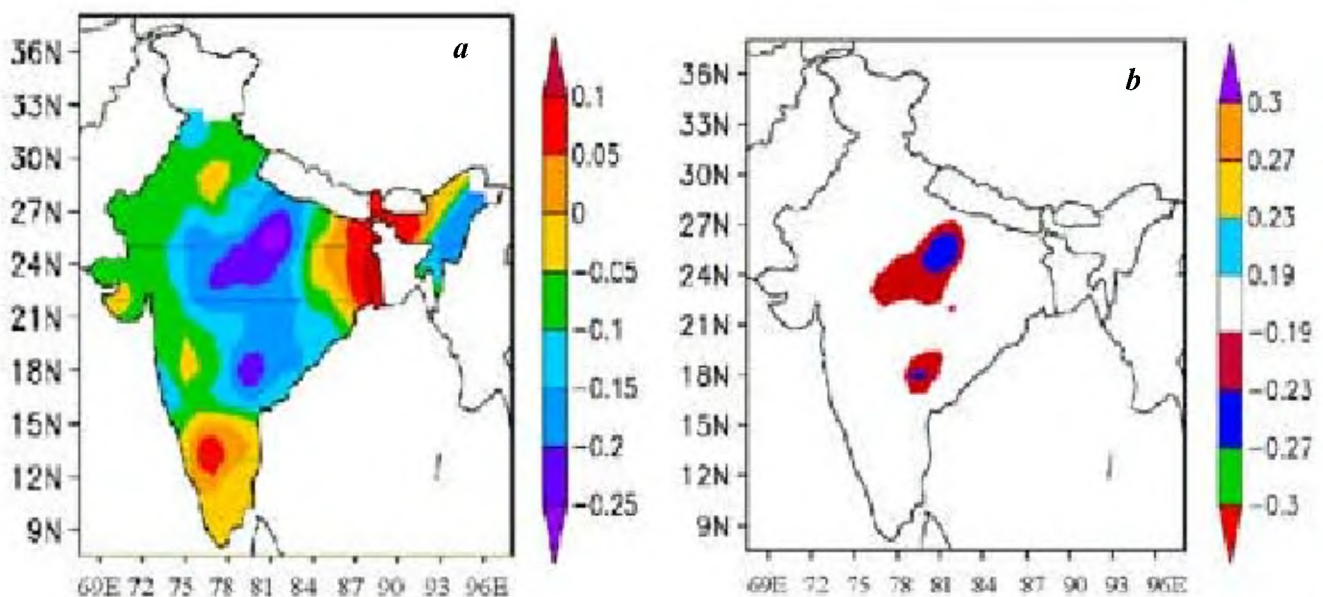 a
36N
33N
30N
27N
24N
21N
18N
15N
12N
9N
69E 72 75 78 81 84 87 90 93 96E
0.1
0.05
0
−0.05
−0.1
−0.15
−0.2
−0.25
b
36N
33N
30N
27N
24N
21N
18N
15N
12N
9N
69E 72 75 78 81 84 87 90 93 96E
0.3
0.27
0.23
0.19
−0.19
−0.23
−0.27
−0.3